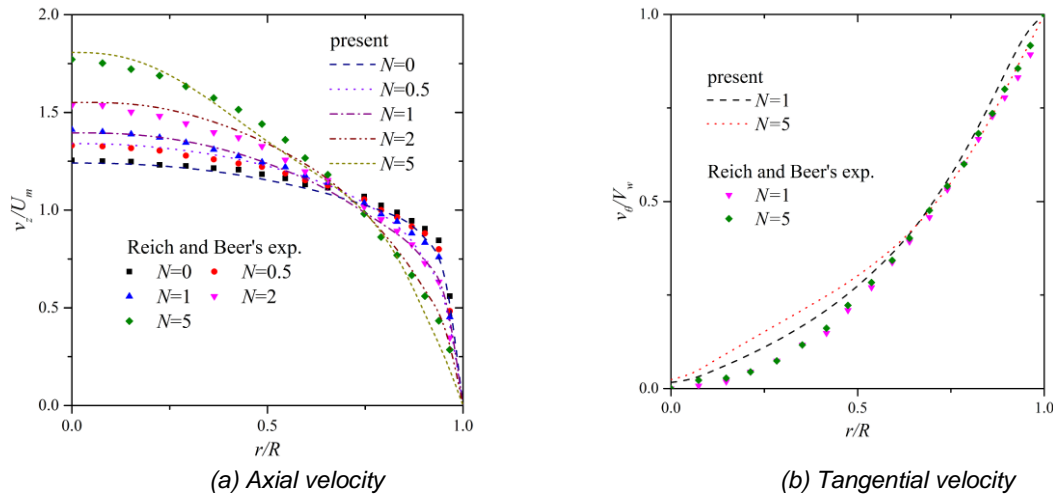 2.0
1.5
1.0
0.5
0.0
v_z/U_m
0.0
0.5
1.0
r/R
present
N=0
N=0.5
N=1
N=2
N=5
Reich and Beer's exp.
N=0 N=0.5
N=1 N=2
N=5
(a) Axial velocity
1.0
0.5
0.0
v_θ/V_w
0.0
0.5
1.0
r/R
present
N=1
N=5
Reich and Beer's exp.
N=1
N=5
(b) Tangential velocity